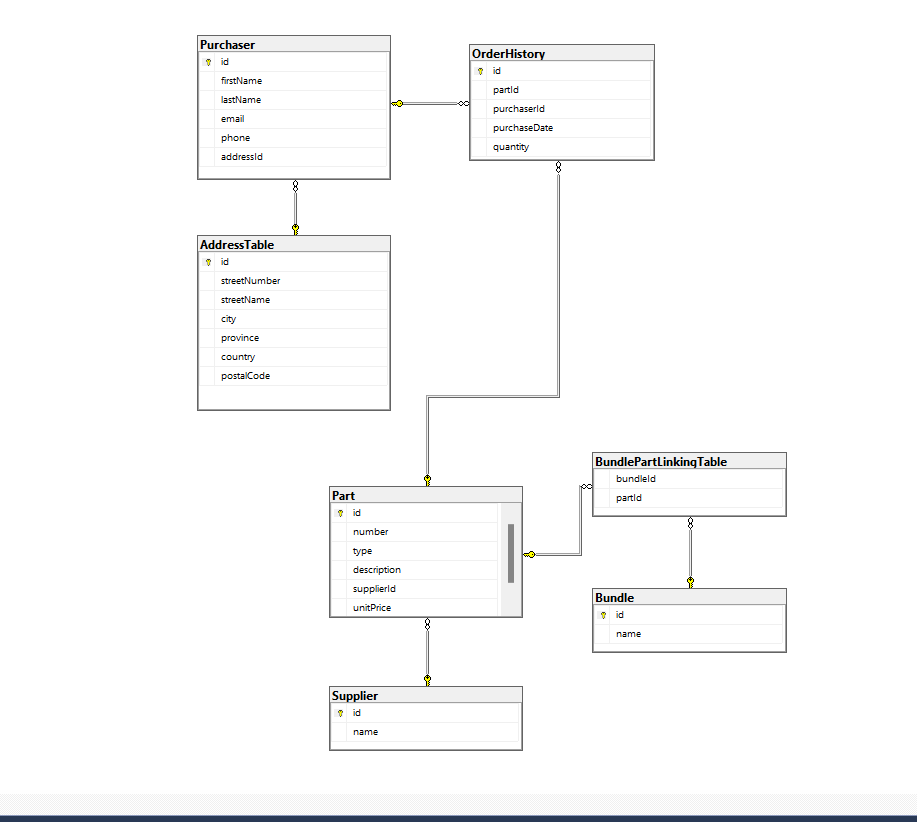 Purchaser
id
firstName
lastName
email
phone
addressId
OrderHistory
id
partId
purchaserId
purchaseDate
quantity
AddressTable
id
streetNumber
streetName
city
province
country
postalCode
Part
id
number
type
description
supplierId
unitPrice
BundlePartLinkingTable
bundleId
partId
Bundle
id
name
Supplier
id
name